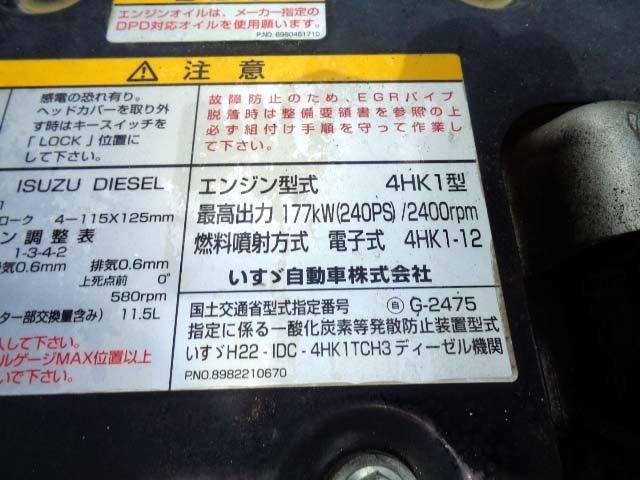 エンジンオイルは、メーカー指定の
DPD対応オイルを使用願います。
P.NO. 8980461710
注意
感電の恐れ有り。
ヘッドカバーを取り外
す時はキースイッチを
「LOCK」位置に
して下さい。
故障防止のため、EGRパイプ
脱着時は整備要領書を参照の上
必ず組付け手順を守って作業し
て下さい。
ISUZU DIESEL
ローク 4-115X125mm
ン調整表
1-3-4-2
気0.6mm 排気0.6mm
上死点前 0°
580rpm
ター部交換量含み) 11.5L
入して下さい。
ルゲージMAX位置以上
いで下さい。
エンジン型式 4HK1型
最高出力 177kW(240PS)/2400rpm
燃料噴射方式 電子式 4HK1-12
いすゞ自動車株式会社
国土交通省型式指定番号 自 G-2475
指定に係る一酸化炭素等発散防止装置型式
いすゞH22-IDC-4HK1TCH3ディーゼル機関
P.NO.8982210670